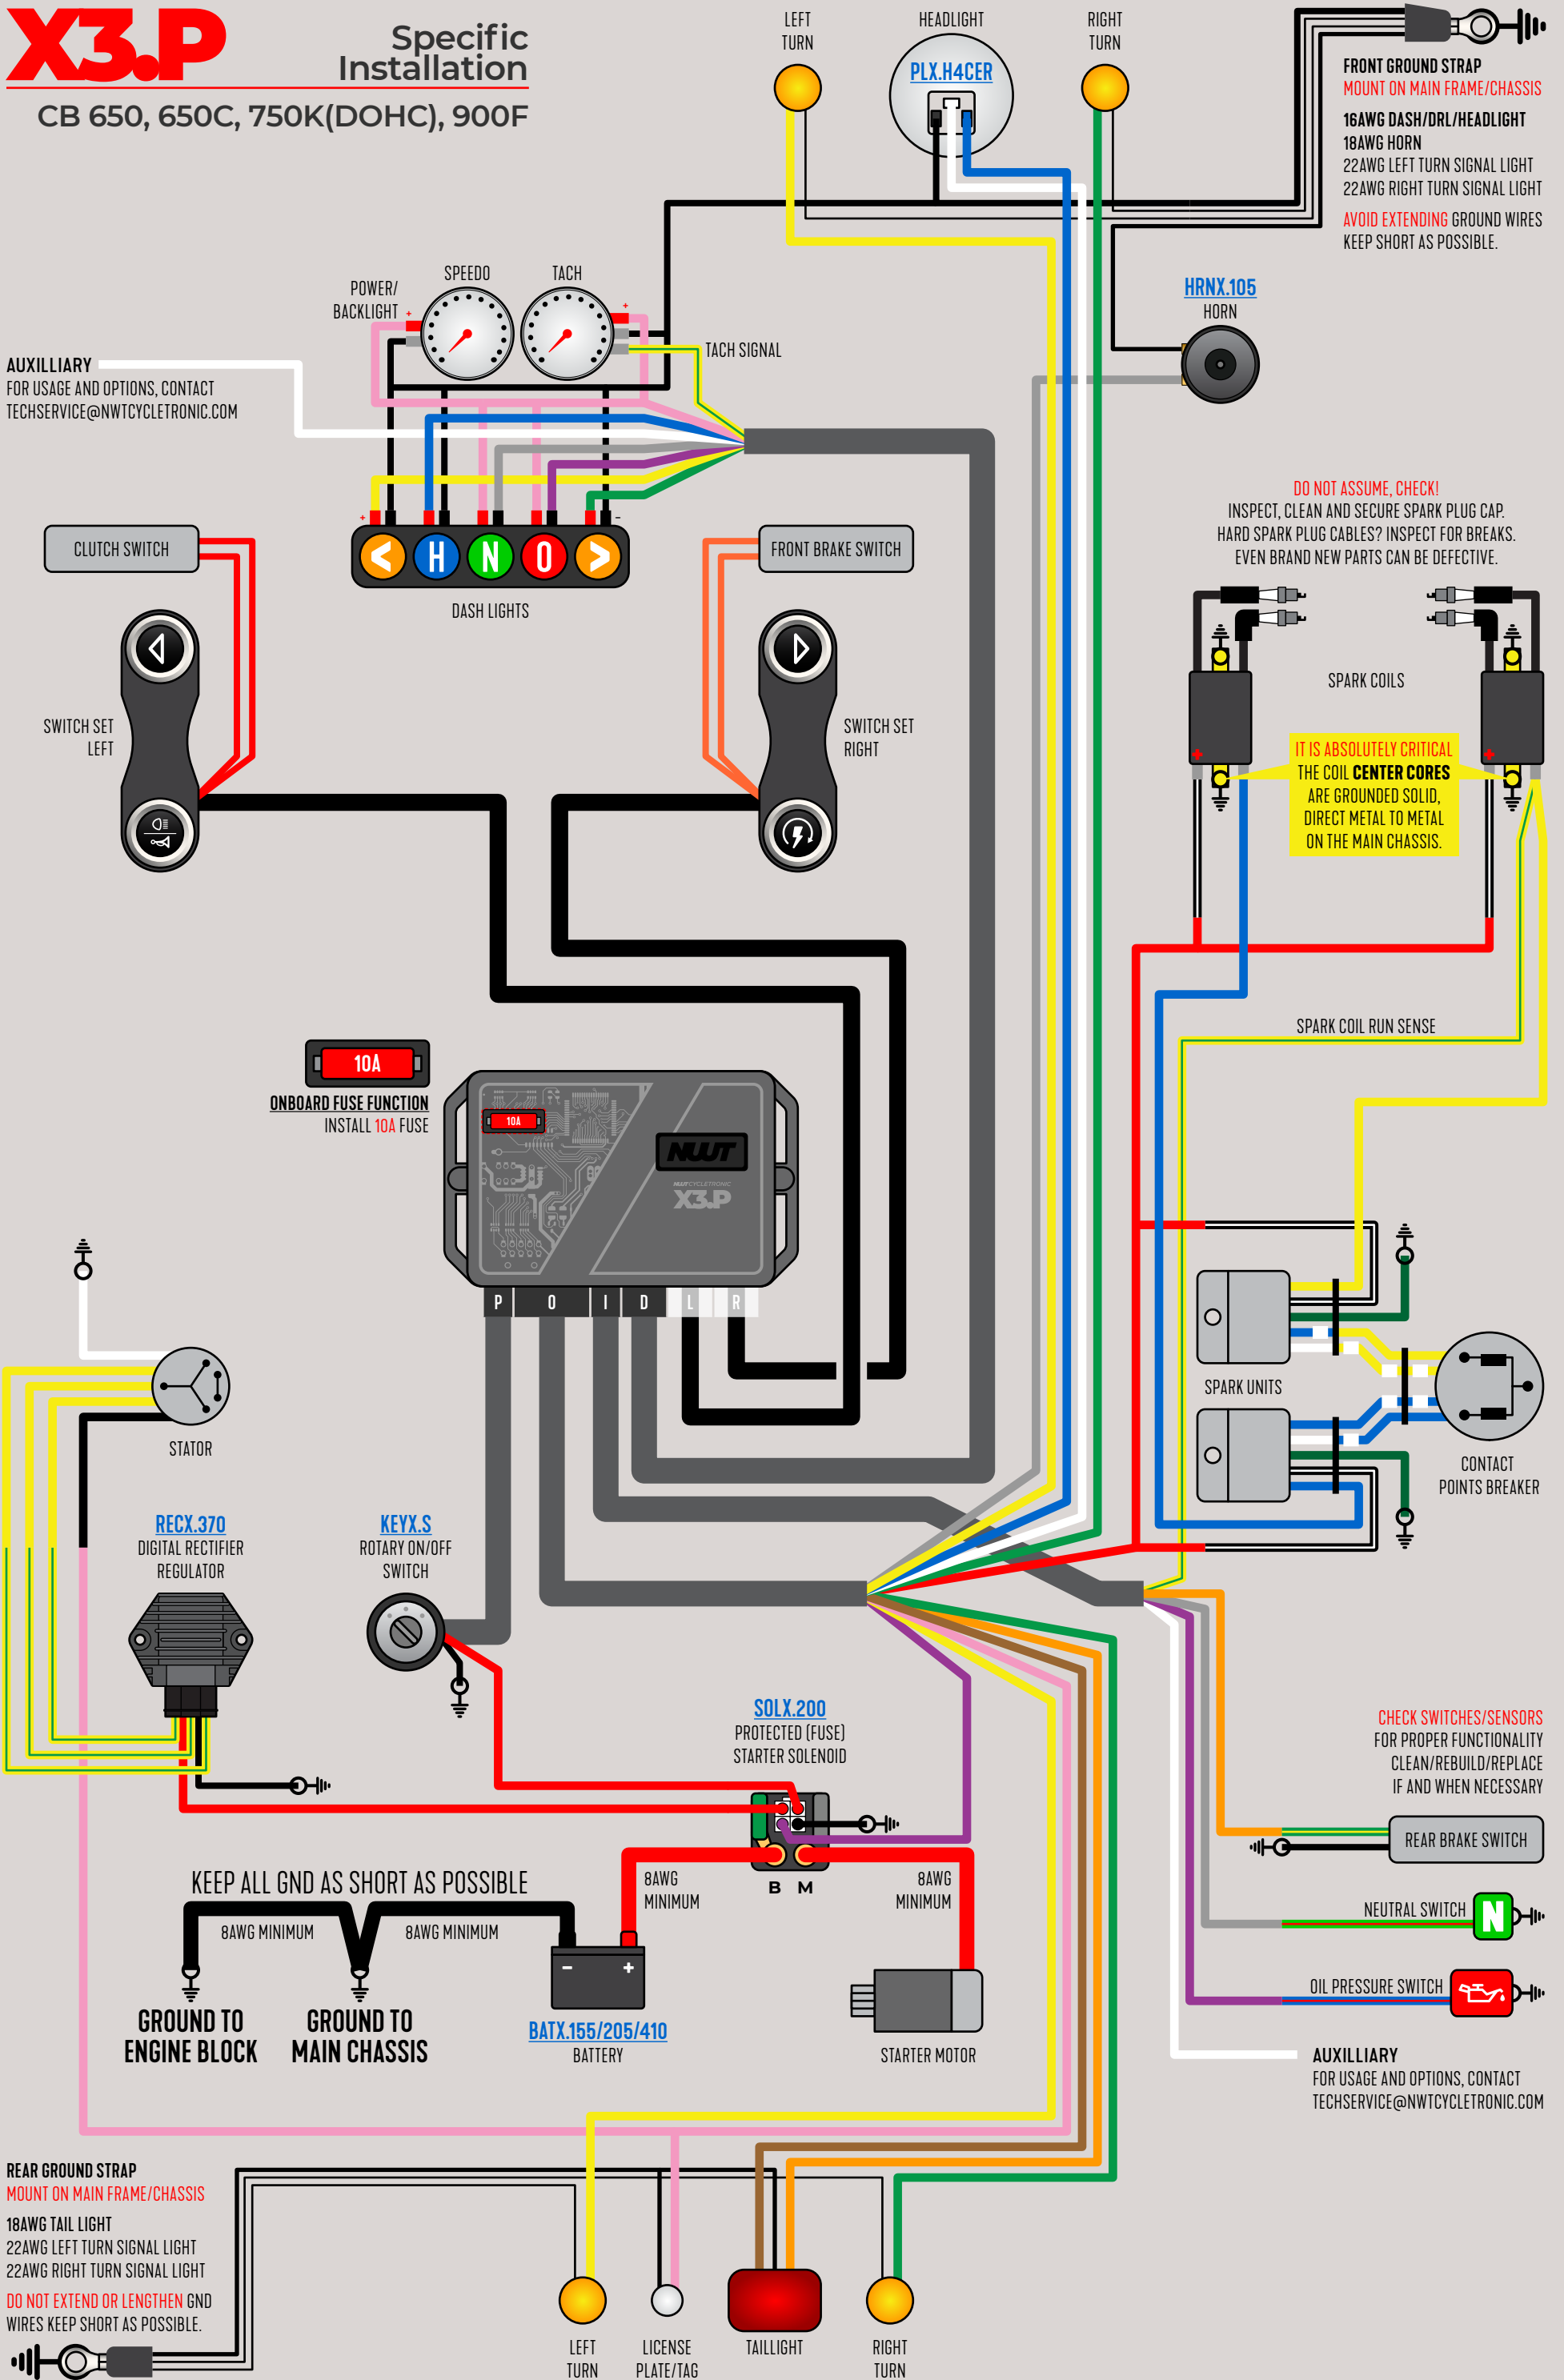 X3.P
Specific
Installation
CB 650, 650C, 750K(DOHC), 900F
LEFT
TURN
HEADLIGHT
PLX.H4CER
RIGHT
TURN
FRONT GROUND STRAP
MOUNT ON MAIN FRAME/CHASSIS
16AWG DASH/DRL/HEADLIGHT
18AWG HORN
22AWG LEFT TURN SIGNAL LIGHT
22AWG RIGHT TURN SIGNAL LIGHT
AVOID EXTENDING GROUND WIRES
KEEP SHORT AS POSSIBLE.
POWER/
BACKLIGHT
SPEEDO
TACH
+
+
TACH SIGNAL
HRNX.105
HORN
AUXILLIARY
FOR USAGE AND OPTIONS, CONTACT
TECHSERVICE@NWTCYCLETRONIC.COM
+
-
< H N O >
DASH LIGHTS
CLUTCH SWITCH
FRONT BRAKE SWITCH
SWITCH SET
LEFT
SWITCH SET
RIGHT
DO NOT ASSUME, CHECK!
INSPECT, CLEAN AND SECURE SPARK PLUG CAP.
HARD SPARK PLUG CABLES? INSPECT FOR BREAKS.
EVEN BRAND NEW PARTS CAN BE DEFECTIVE.
SPARK COILS
+
+
IT IS ABSOLUTELY CRITICAL
THE COIL CENTER CORES
ARE GROUNDED SOLID,
DIRECT METAL TO METAL
ON THE MAIN CHASSIS.
SPARK COIL RUN SENSE
10A
ONBOARD FUSE FUNCTION
INSTALL 10A FUSE
10A
NWT
NWT CYCLETRONIC
X3.P
P O I D L R
STATOR
SPARK UNITS
CONTACT
POINTS BREAKER
RECX.370
DIGITAL RECTIFIER
REGULATOR
KEYX.S
ROTARY ON/OFF
SWITCH
SOLX.200
PROTECTED (FUSE)
STARTER SOLENOID
B M
8AWG
MINIMUM
8AWG
MINIMUM
CHECK SWITCHES/SENSORS
FOR PROPER FUNCTIONALITY
CLEAN/REBUILD/REPLACE
IF AND WHEN NECESSARY
REAR BRAKE SWITCH
NEUTRAL SWITCH
N
OIL PRESSURE SWITCH
KEEP ALL GND AS SHORT AS POSSIBLE
8AWG MINIMUM
8AWG MINIMUM
- +
GROUND TO
ENGINE BLOCK
GROUND TO
MAIN CHASSIS
BATX.155/205/410
BATTERY
STARTER MOTOR
AUXILLIARY
FOR USAGE AND OPTIONS, CONTACT
TECHSERVICE@NWTCYCLETRONIC.COM
REAR GROUND STRAP
MOUNT ON MAIN FRAME/CHASSIS
18AWG TAIL LIGHT
22AWG LEFT TURN SIGNAL LIGHT
22AWG RIGHT TURN SIGNAL LIGHT
DO NOT EXTEND OR LENGTHEN GND
WIRES KEEP SHORT AS POSSIBLE.
LEFT
TURN
LICENSE
PLATE/TAG
TAILLIGHT
RIGHT
TURN